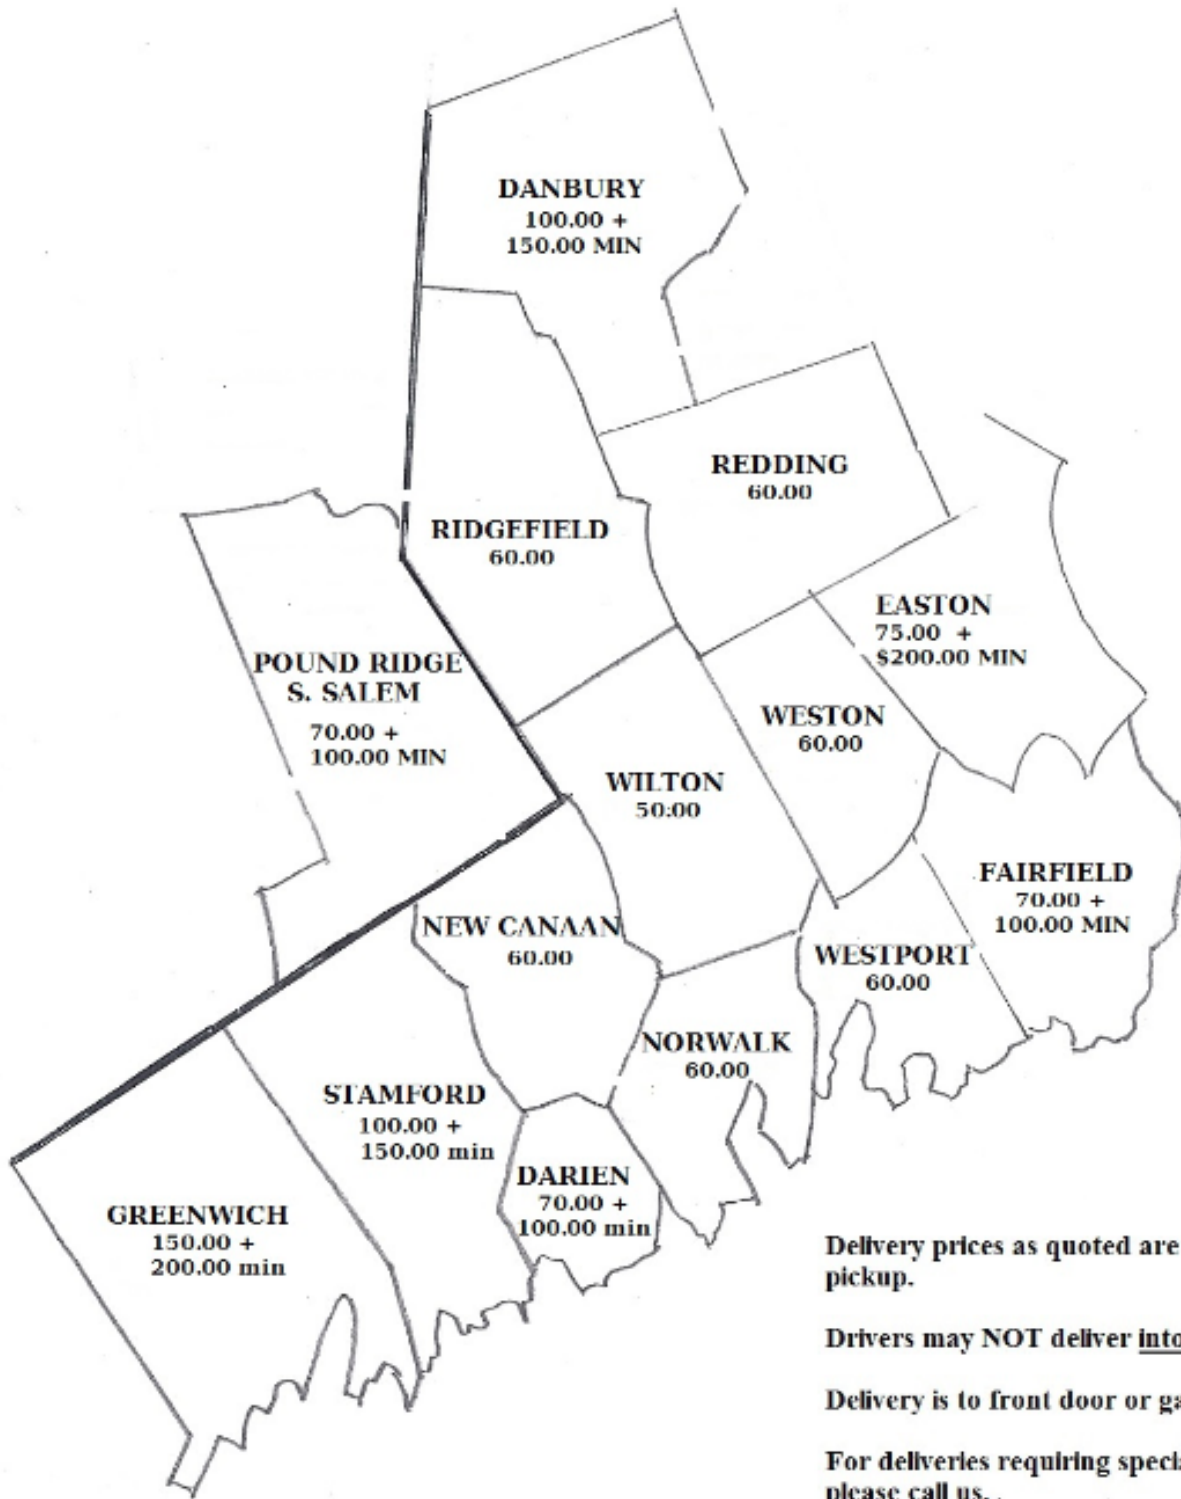 DANBURY
100.00 +
150.00 MIN
REDDING
60.00
RIDGEFIELD
60.00
EASTON
75.00 +
$200.00 MIN
POUND RIDGE
S. SALEM
70.00 +
100.00 MIN
WESTON
60.00
WILTON
50:00
FAIRFIELD
70.00 +
100.00 MIN
NEW CANAAN
60.00
WESTPORT
60.00
NORWALK
60.00
STAMFORD
100.00 +
150.00 min
DARIEN
70.00 +
100.00 min
GREENWICH
150.00 +
200.00 min
Delivery prices as quoted are
pickup.
Drivers may NOT deliver into
Delivery is to front door or
For deliveries requiring
please call us.